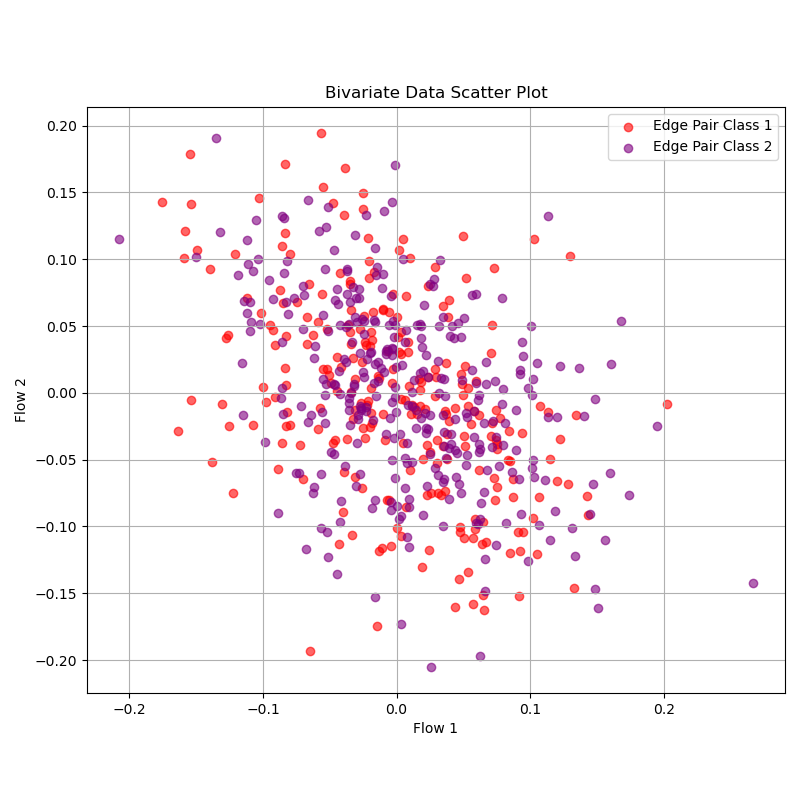 Bivariate Data Scatter Plot
Edge Pair Class 1
Edge Pair Class 2
0.20
0.15
0.10
0.05
0.00
−0.05
−0.10
−0.15
−0.20
Flow 2
−0.2
−0.1
0.0
0.1
0.2
Flow 1